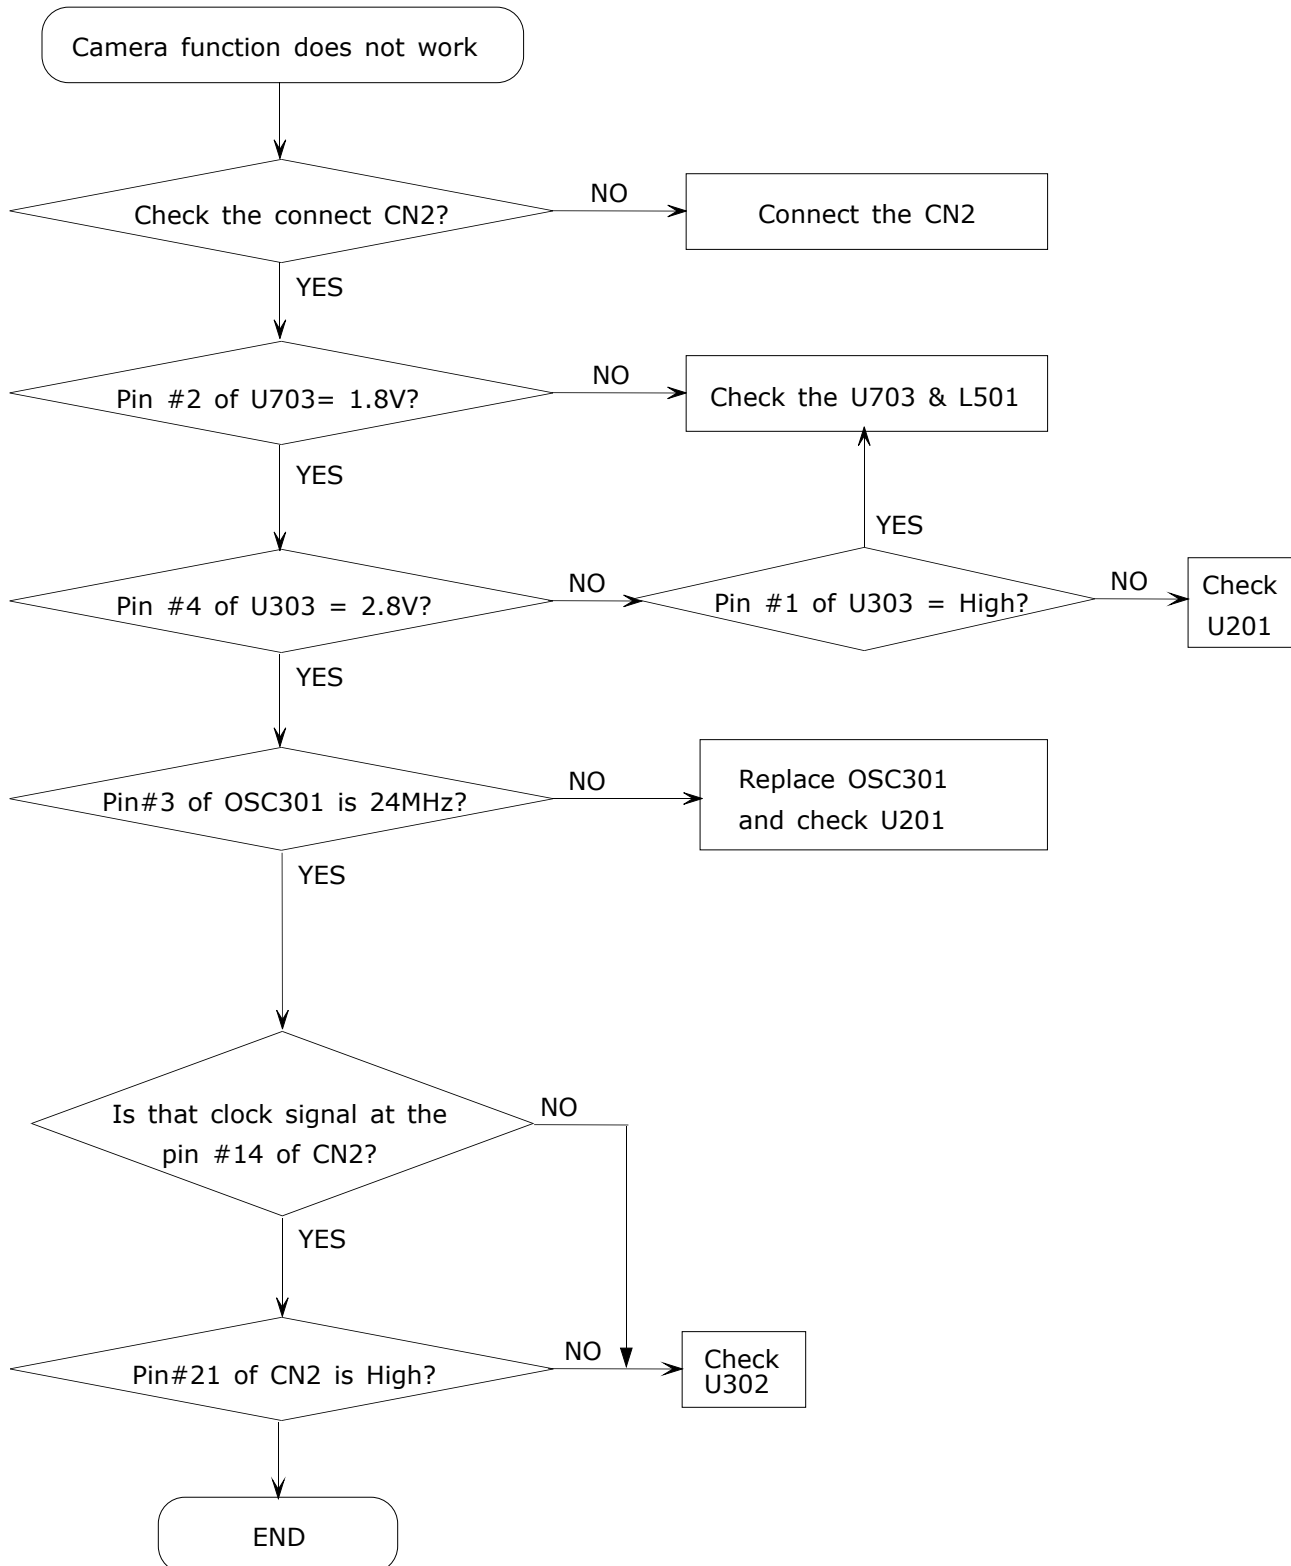 Camera function does not work
Check the connect CN2?
NO
Connect the CN2
YES
Pin #2 of U703= 1.8V?
NO
Check the U703 & L501
YES
YES
Pin #4 of U303 = 2.8V?
NO
Pin #1 of U303 = High?
NO
Check
U201
YES
Pin#3 of OSC301 is 24MHz?
NO
Replace OSC301
and check U201
YES
Is that clock signal at the
pin #14 of CN2?
NO
YES
Pin#21 of CN2 is High?
NO
Check
U302
END